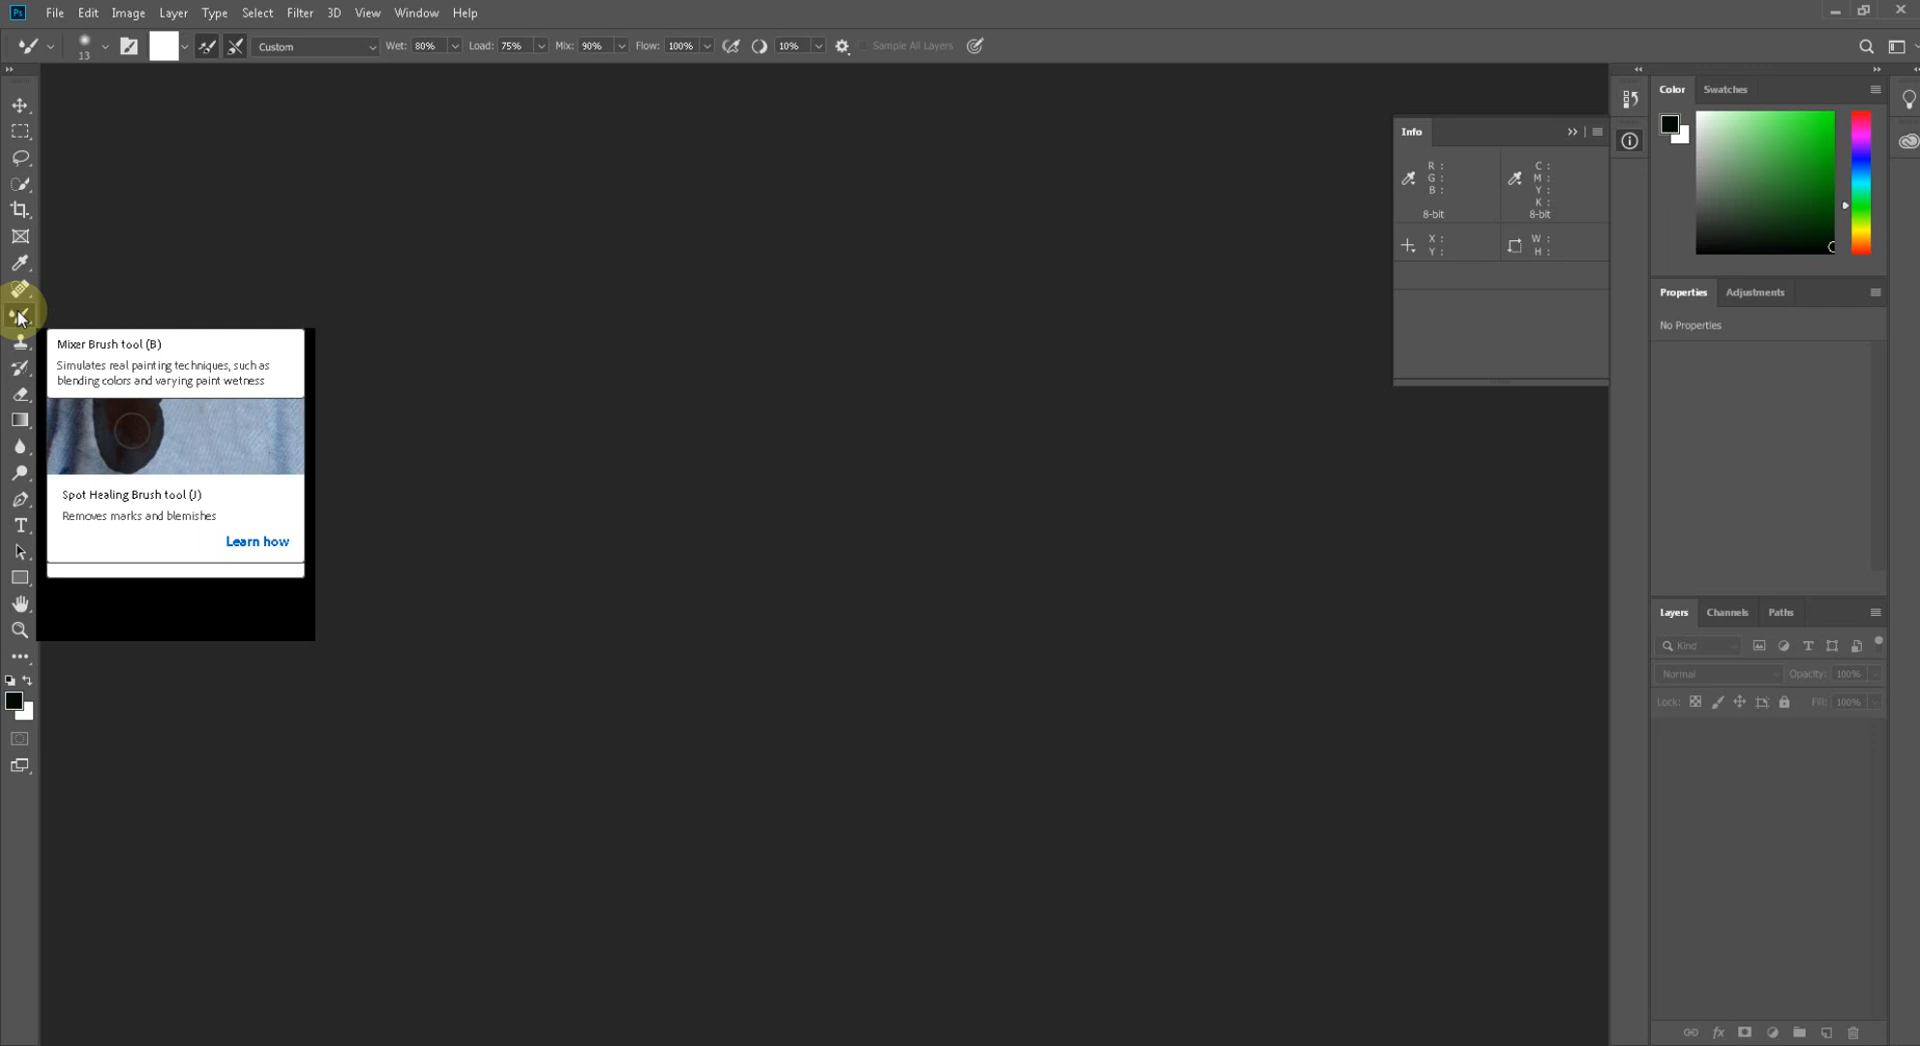 Ps File Edit Image Layer Type Select Filter 3D View Window Help
13 Custom Wet: 80% Load: 75% Mix: 90% Flow: 100% 10% Sample All Layers
Color Swatches
Info
R : C :
G : M :
B : Y :
K :
8-bit 8-bit
X : W :
Y : H :
Properties Adjustments
No Properties
Mixer Brush tool (B)
Simulates real painting techniques, such as
blending colors and varying paint wetness
Spot Healing Brush tool (J)
Removes marks and blemishes
Learn how
Layers Channels Paths
Kind
Normal Opacity: 100%
Lock: Fill: 100%